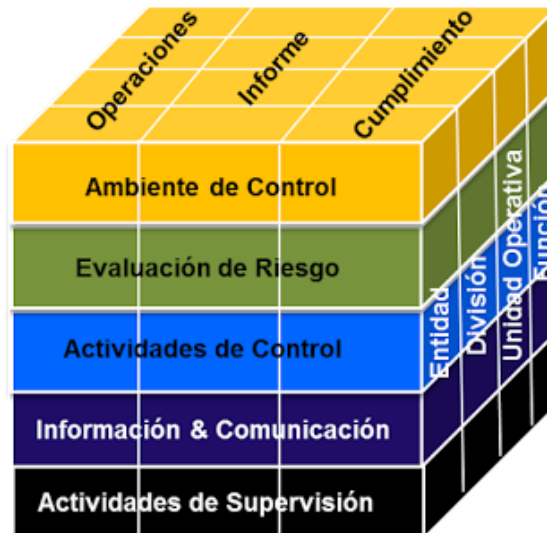 Operaciones
Informe
Cumplimiento
Ambiente de Control
Evaluación de Riesgo
Actividades de Control
Información & Comunicación
Actividades de Supervisión
Entidad
División
Unidad Operativa
Función